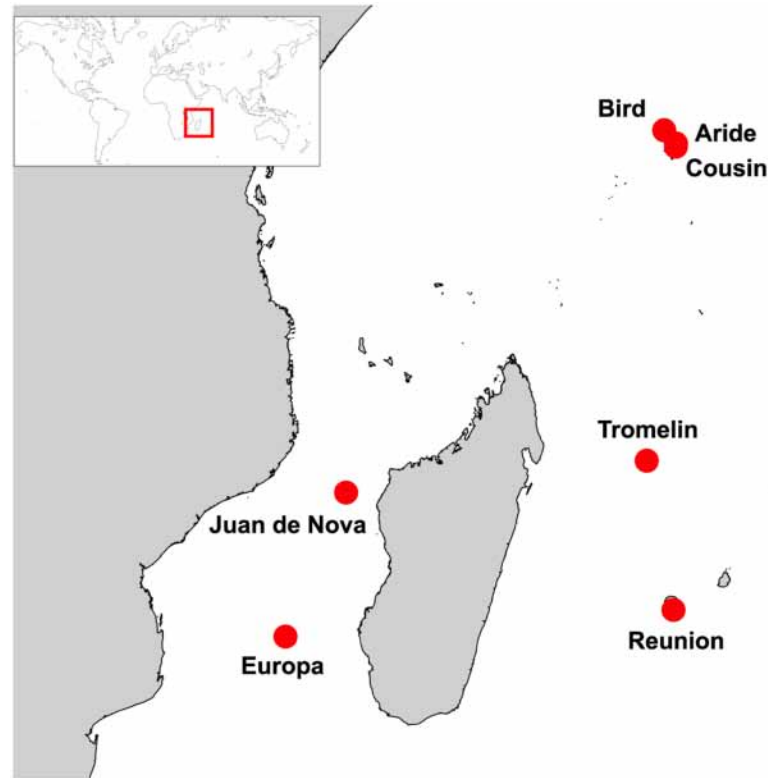 Bird
Aride
Cousin
Tromelin
Juan de Nova
Reunion
Europa